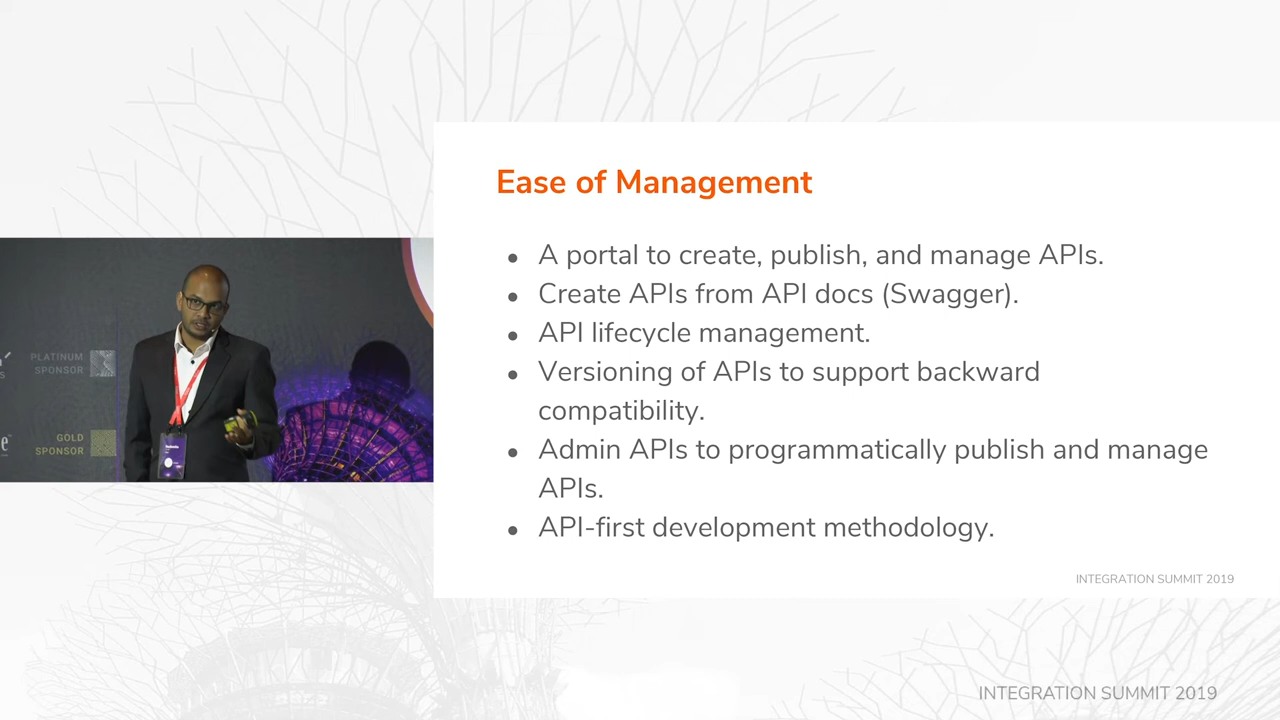 Ease of Management
• A portal to create, publish, and manage APIs.
• Create APIs from API docs (Swagger).
• API lifecycle management.
• Versioning of APIs to support backward
compatibility.
• Admin APIs to programmatically publish and manage
APIs.
• API-first development methodology.
INTEGRATION SUMMIT 2019
PLATINUM
SPONSOR
GOLD
SPONSOR
INTEGRATION SUMMIT 2019